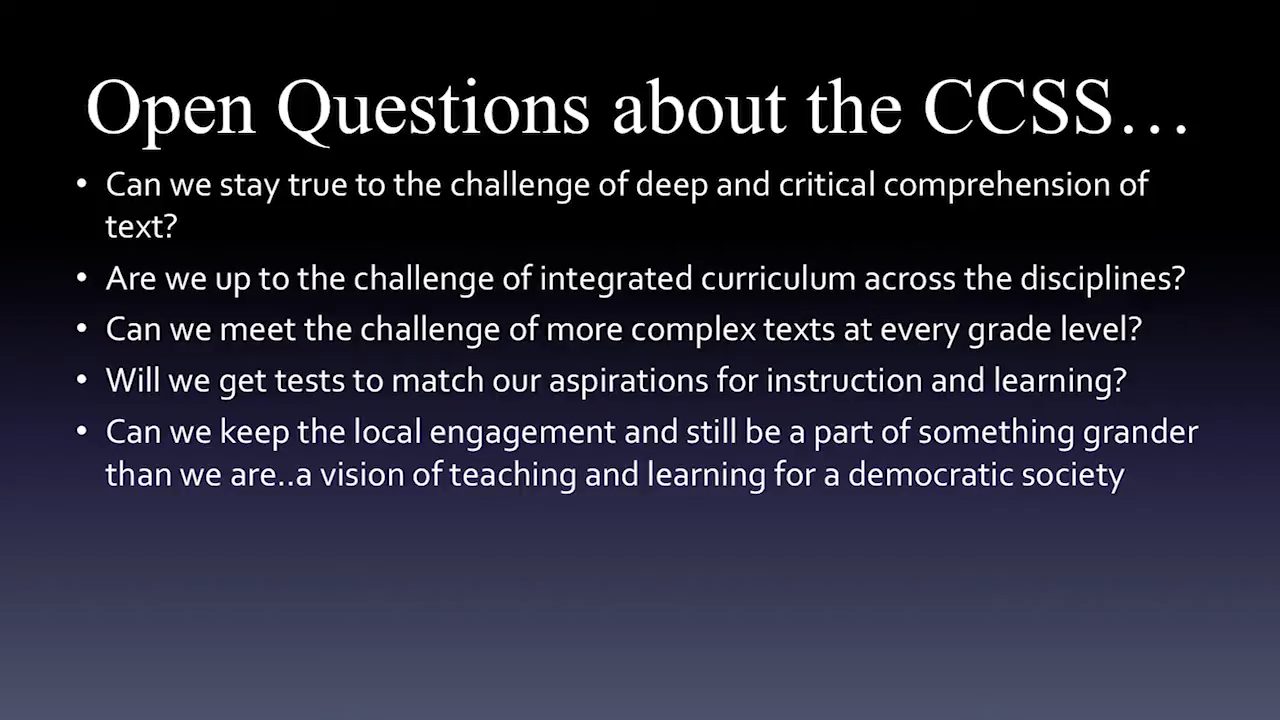 Open Questions about the CCSS…
• Can we stay true to the challenge of deep and critical comprehension of
text?
• Are we up to the challenge of integrated curriculum across the disciplines?
• Can we meet the challenge of more complex texts at every grade level?
• Will we get tests to match our aspirations for instruction and learning?
• Can we keep the local engagement and still be a part of something grander
than we are..a vision of teaching and learning for a democratic society